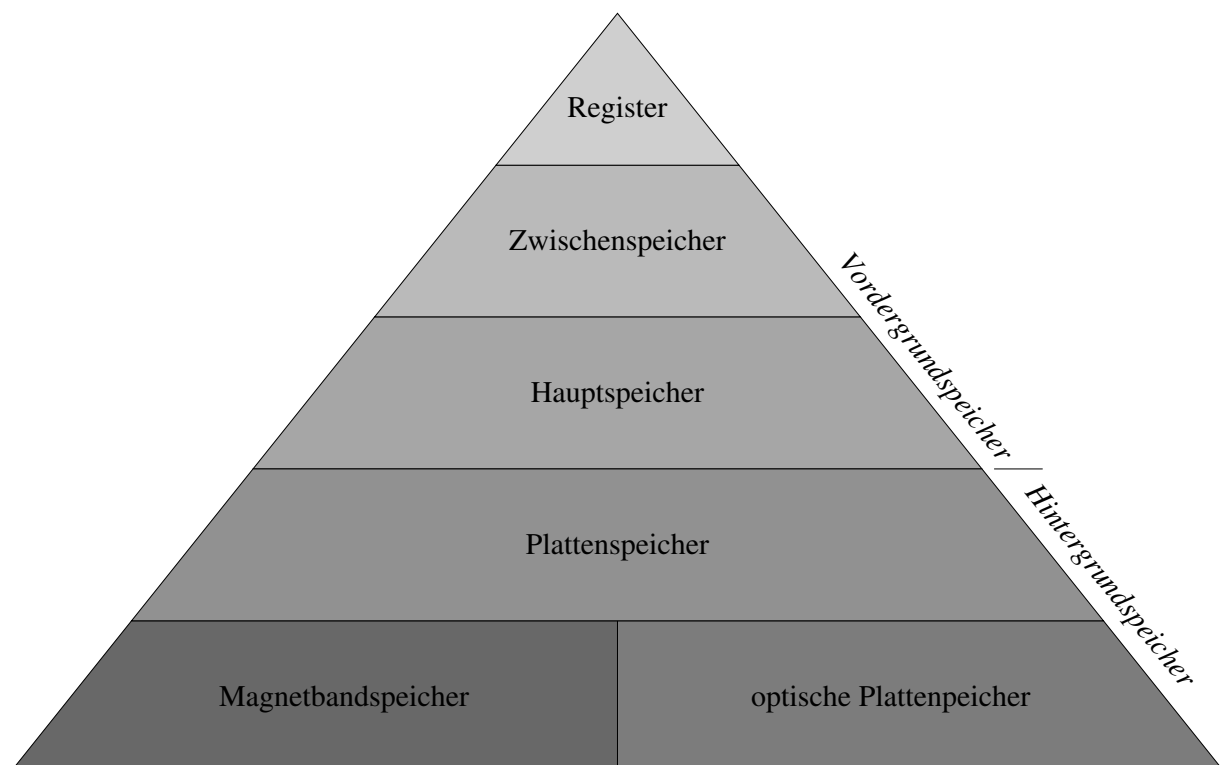 Register
Zwischenspeicher
Vordergrundspeicher
Hauptspeicher
Plattenspeicher
Hintergrundspeicher
Magnetbandspeicher
optische Plattenpeicher